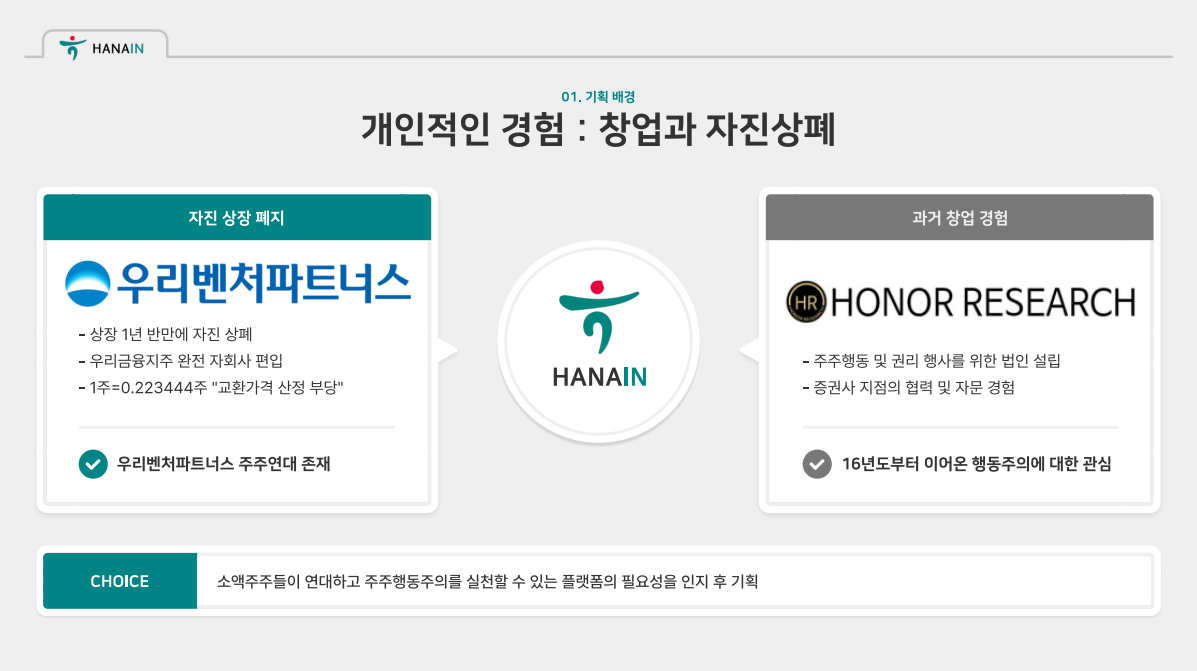 HANAIN
01. 기획 배경
개인적인 경험 : 창업과 자진상폐
자진 상장 폐지
우리벤처파트너스
- 상장 1년 반만에 자진 상폐
- 우리금융지주 완전 자회사 편입
- 1주=0.223444주 "교환가격 산정 부당"
우리벤처파트너스 주주연대 존재
HANAIN
과거 창업 경험
HR
HONOR RESEARCH
- 주주행동 및 권리 행사를 위한 법인 설립
- 증권사 지점의 협력 및 자문 경험
16년도부터 이어온 행동주의에 대한 관심
CHOICE
소액주주들이 연대하고 주주행동주의를 실천할 수 있는 플랫폼의 필요성을 인지 후 기획